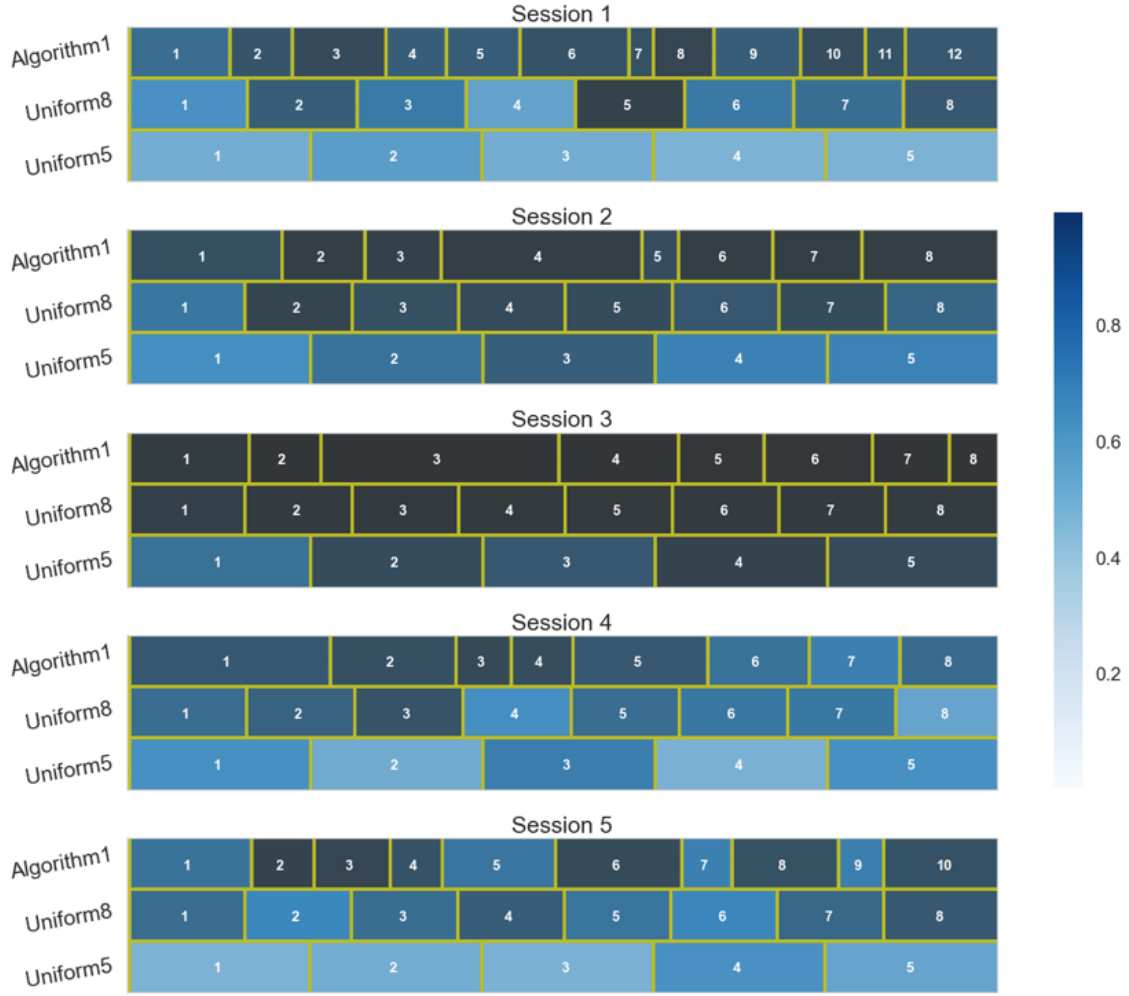 Session 1
Algorithm1 1 2 3 4 5 6 7 8 9 10 11 12
Uniform8 1 2 3 4 5 6 7 8
Uniform5 1 2 3 4 5
Session 2
Algorithm1 1 2 3 4 5 6 7 8
Uniform8 1 2 3 4 5 6 7 8
Uniform5 1 2 3 4 5
Session 3
Algorithm1 1 2 3 4 5 6 7 8
Uniform8 1 2 3 4 5 6 7 8
Uniform5 1 2 3 4 5
Session 4
Algorithm1 1 2 3 4 5 6 7 8
Uniform8 1 2 3 4 5 6 7 8
Uniform5 1 2 3 4 5
Session 5
Algorithm1 1 2 3 4 5 6 7 8 9 10
Uniform8 1 2 3 4 5 6 7 8
Uniform5 1 2 3 4 5
0.8
0.6
0.4
0.2